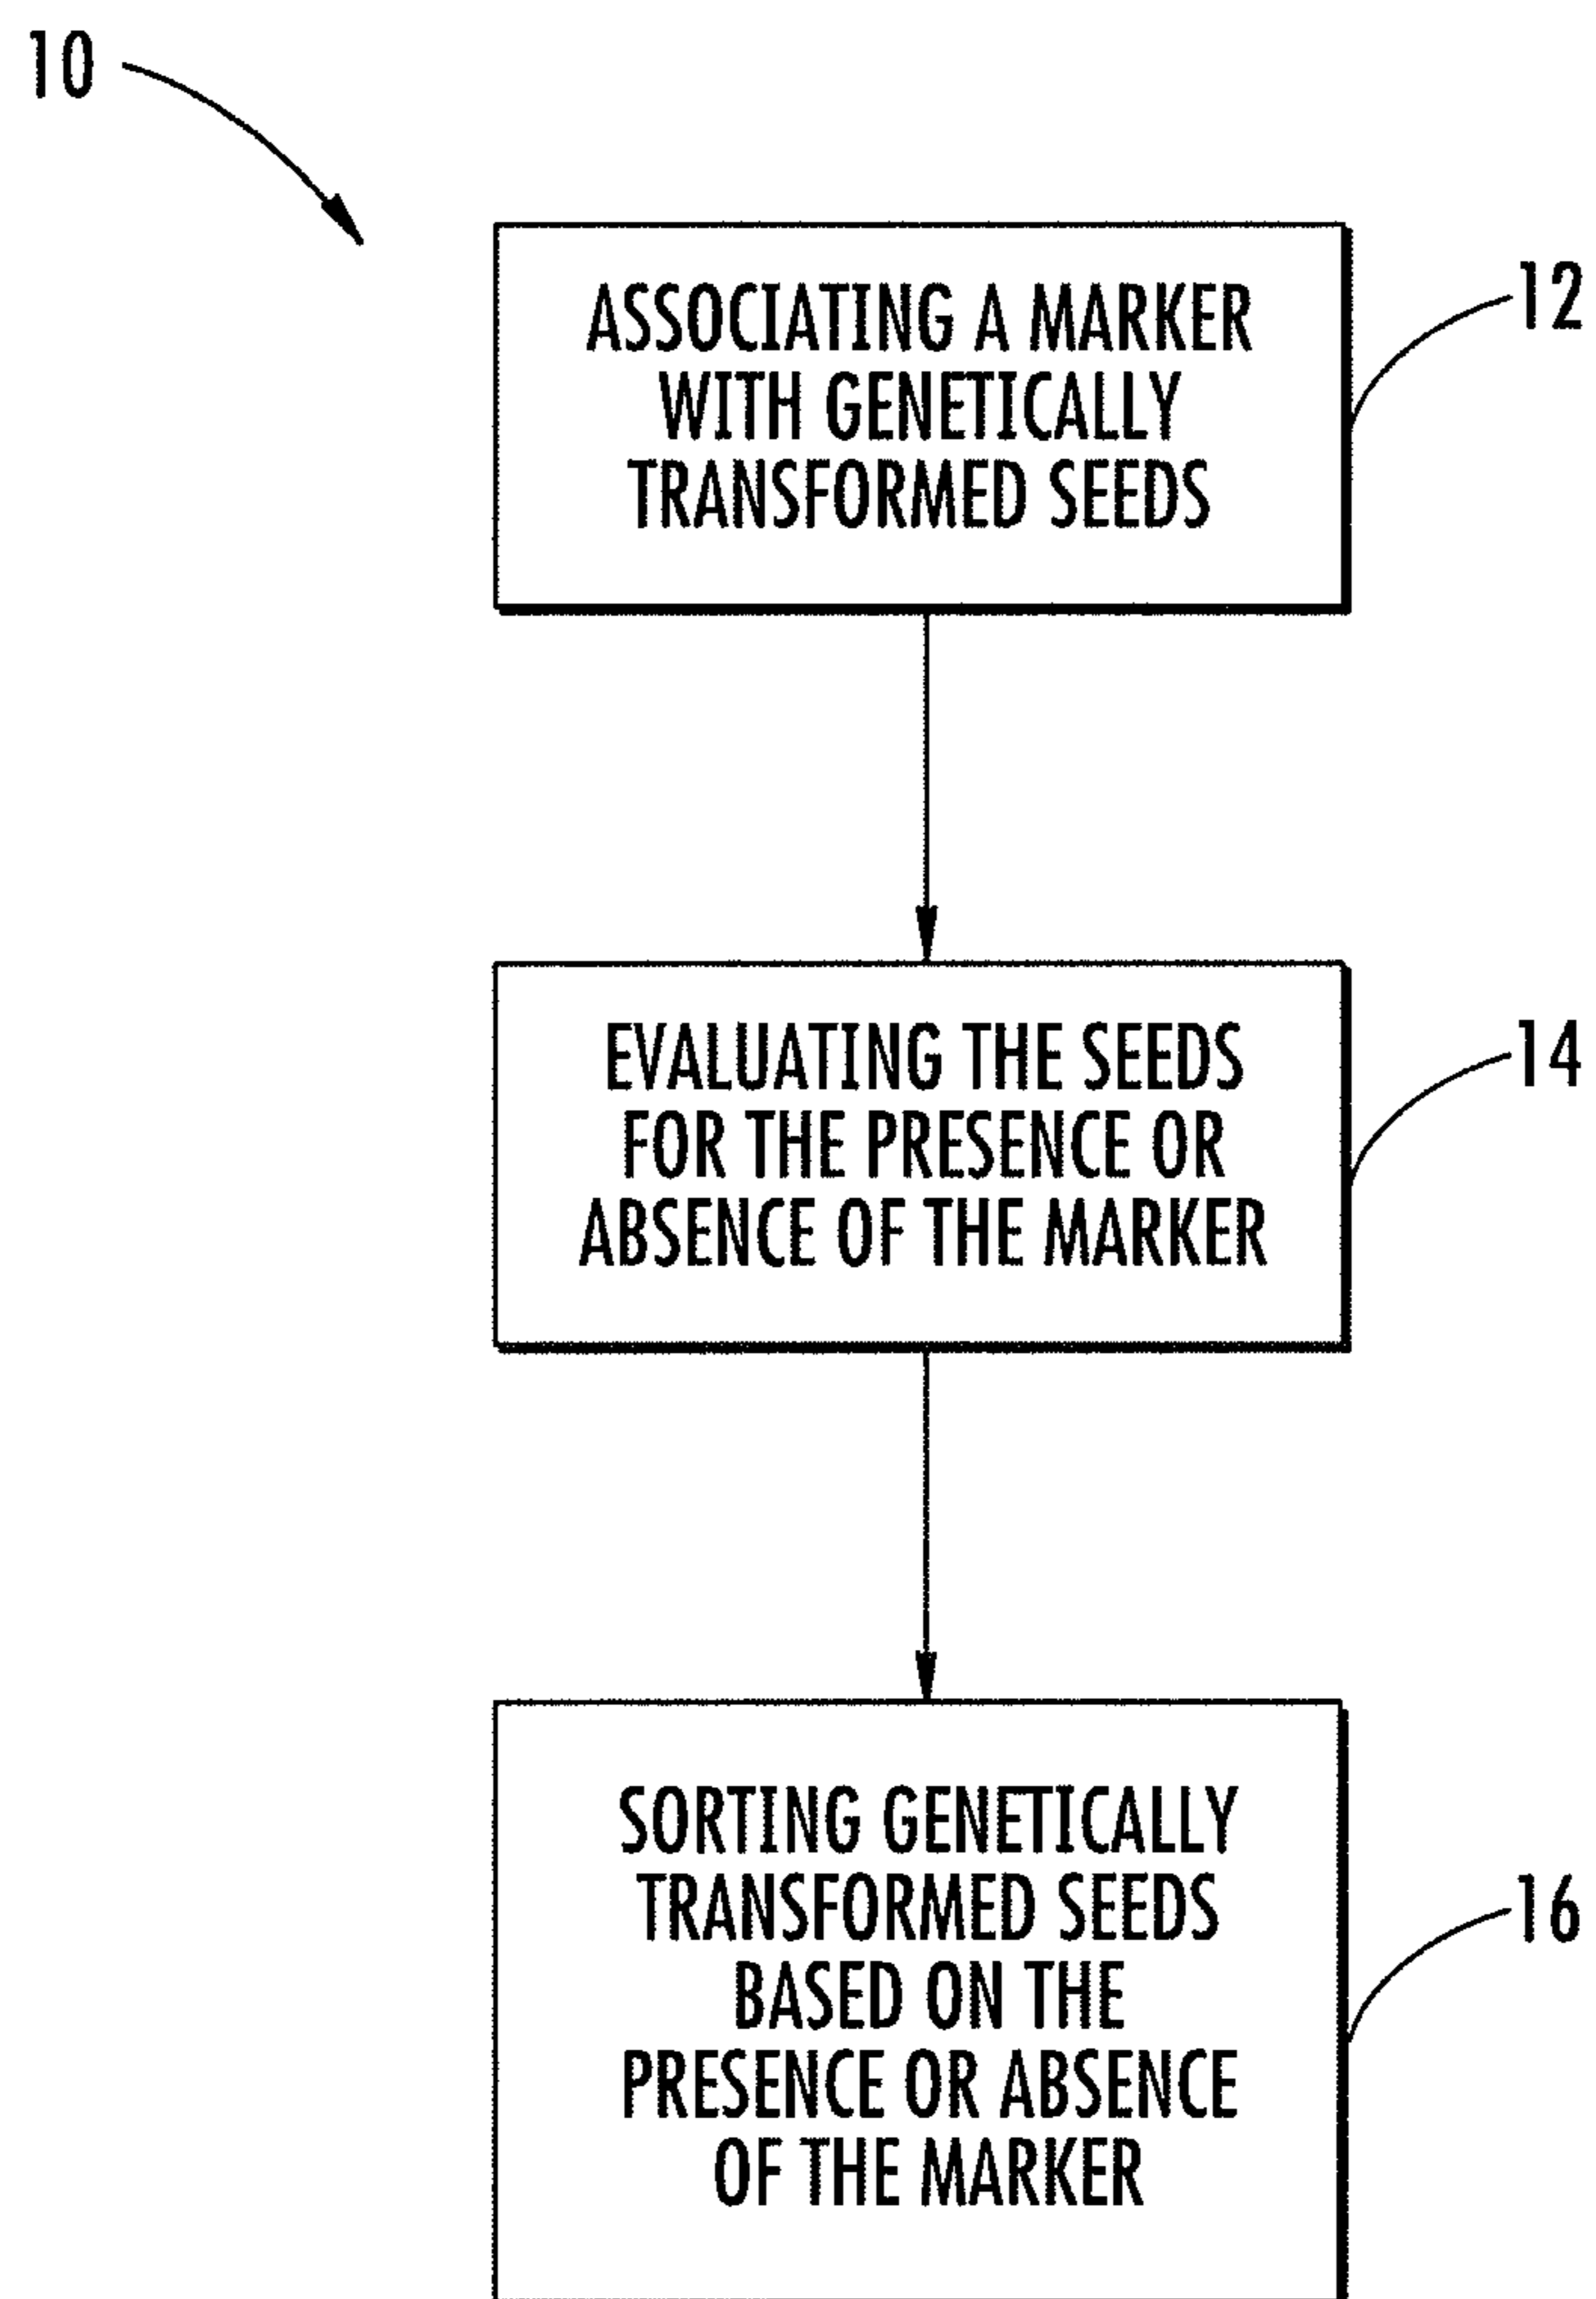 10
ASSOCIATING A MARKER
WITH GENETICALLY
TRANSFORMED SEEDS
12
EVALUATING THE SEEDS
FOR THE PRESENCE OR
ABSENCE OF THE MARKER
14
SORTING GENETICALLY
TRANSFORMED SEEDS
BASED ON THE
PRESENCE OR ABSENCE
OF THE MARKER
16